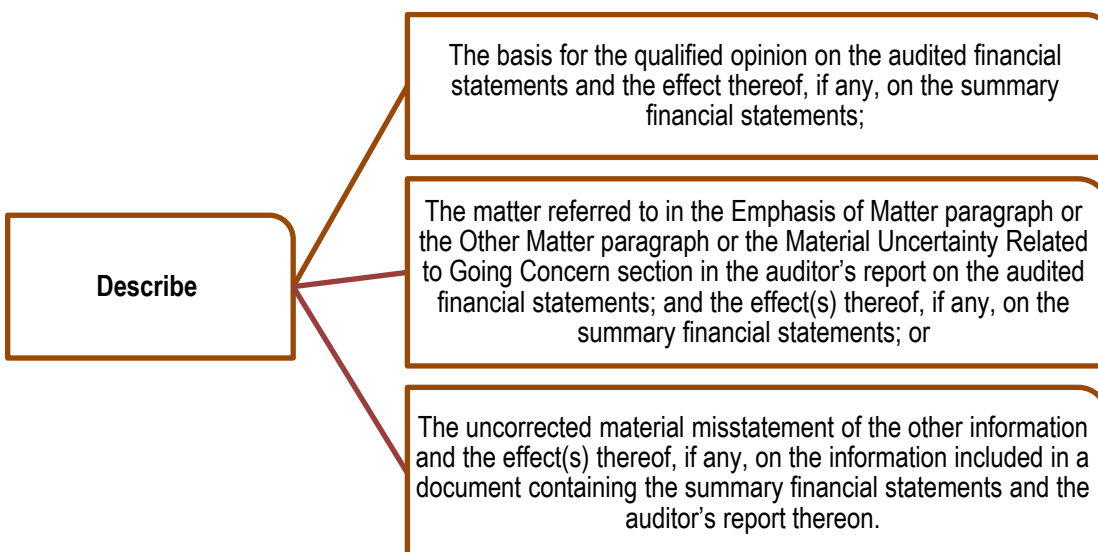 Describe
The basis for the qualified opinion on the audited financial
statements and the effect thereof, if any, on the summary
financial statements;
The matter referred to in the Emphasis of Matter paragraph or
the Other Matter paragraph or the Material Uncertainty Related
to Going Concern section in the auditor's report on the audited
financial statements; and the effect(s) thereof, if any, on the
summary financial statements; or
The uncorrected material misstatement of the other information
and the effect(s) thereof, if any, on the information included in a
document containing the summary financial statements and the
auditor's report thereon.